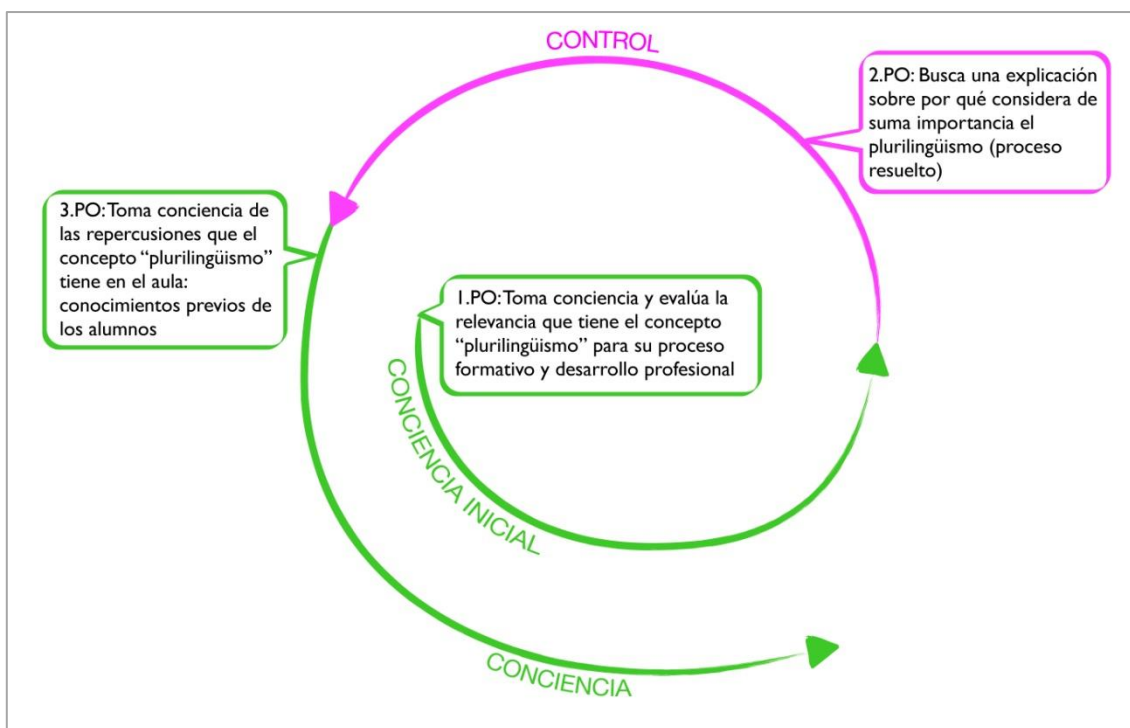 CONTROL
2.PO: Busca una explicación
sobre por qué considera de
suma importancia el
plurilingüismo (proceso
resuelto)
3.PO: Toma conciencia de
las repercusiones que el
concepto “plurilingüismo”
tiene en el aula:
conocimientos previos de
los alumnos
1.PO: Toma conciencia y evalúa la
relevancia que tiene el concepto
“plurilingüismo” para su proceso
formativo y desarrollo profesional
CONCIENCIA INICIAL
CONCIENCIA